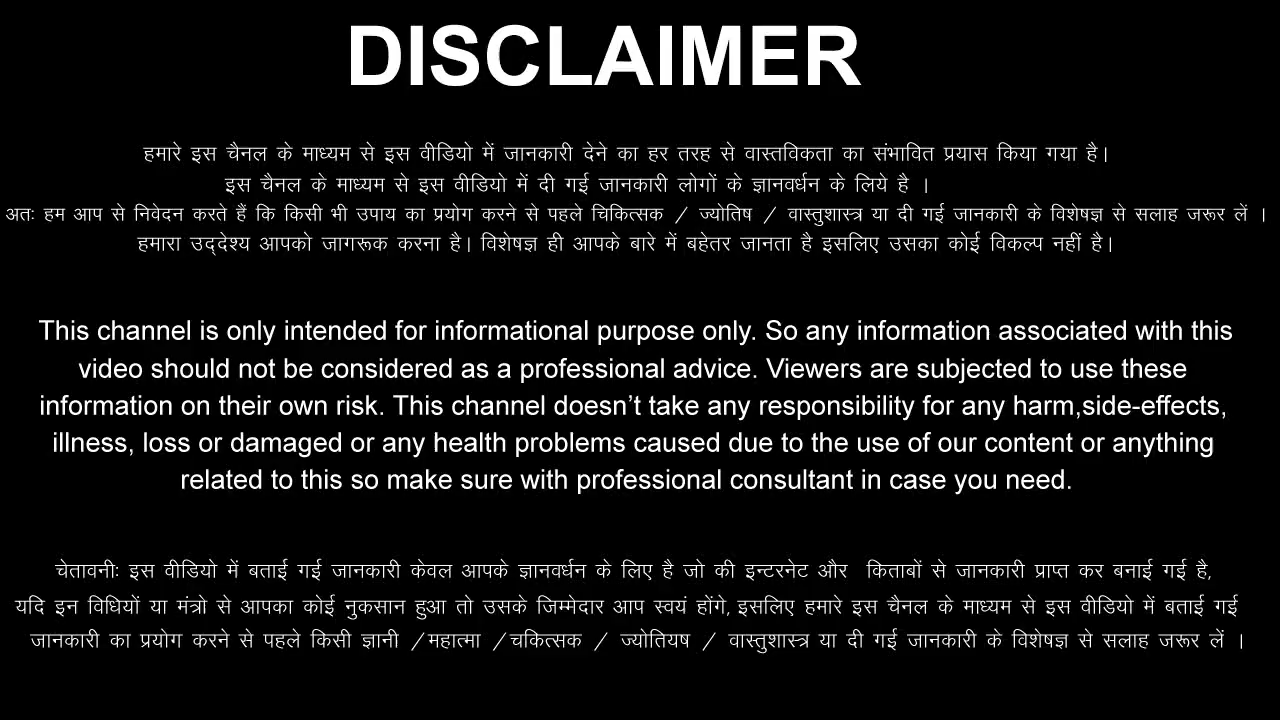 DISCLAIMER
हमारे इस चैनल के माध्यम से इस वीडियो में जानकारी देने का हर तरह से वास्तविकता का संभावित प्रयास किया गया है।
इस चैनल के माध्यम से इस वीडियो में दी गई जानकारी लोगों के ज्ञानवर्धन के लिये है ।
अतः हम आप से निवेदन करते हैं कि किसी भी उपाय का प्रयोग करने से पहले चिकित्सक / ज्योतिष / वास्तुशास्त्र या दी गई जानकारी के विशेषज्ञ से सलाह जरूर लें ।
हमारा उद्देश्य आपको जागरूक करना है। विशेषज्ञ ही आपके बारे में बहेतर जानता है इसलिए उसका कोई विकल्प नहीं है।
This channel is only intended for informational purpose only. So any information associated with this
video should not be considered as a professional advice. Viewers are subjected to use these
information on their own risk. This channel doesn’t take any responsibility for any harm,side-effects,
illness, loss or damaged or any health problems caused due to the use of our content or anything
related to this so make sure with professional consultant in case you need.
चेतावनीः इस वीडियो में बताई गई जानकारी केवल आपके ज्ञानवर्धन के लिए है जो की इन्टरनेट और किताबों से जानकारी प्राप्त कर बनाई गई है,
यदि इन विधियों या मंत्रो से आपका कोई नुकसान हुआ तो उसके जिम्मेदार आप स्वयं होंगे, इसलिए हमारे इस चैनल के माध्यम से इस वीडियो में बताई गई
जानकारी का प्रयोग करने से पहले किसी ज्ञानी /महात्मा /चकित्सक / ज्योतियष / वास्तुशास्त्र या दी गई जानकारी के विशेषज्ञ से सलाह जरूर लें ।